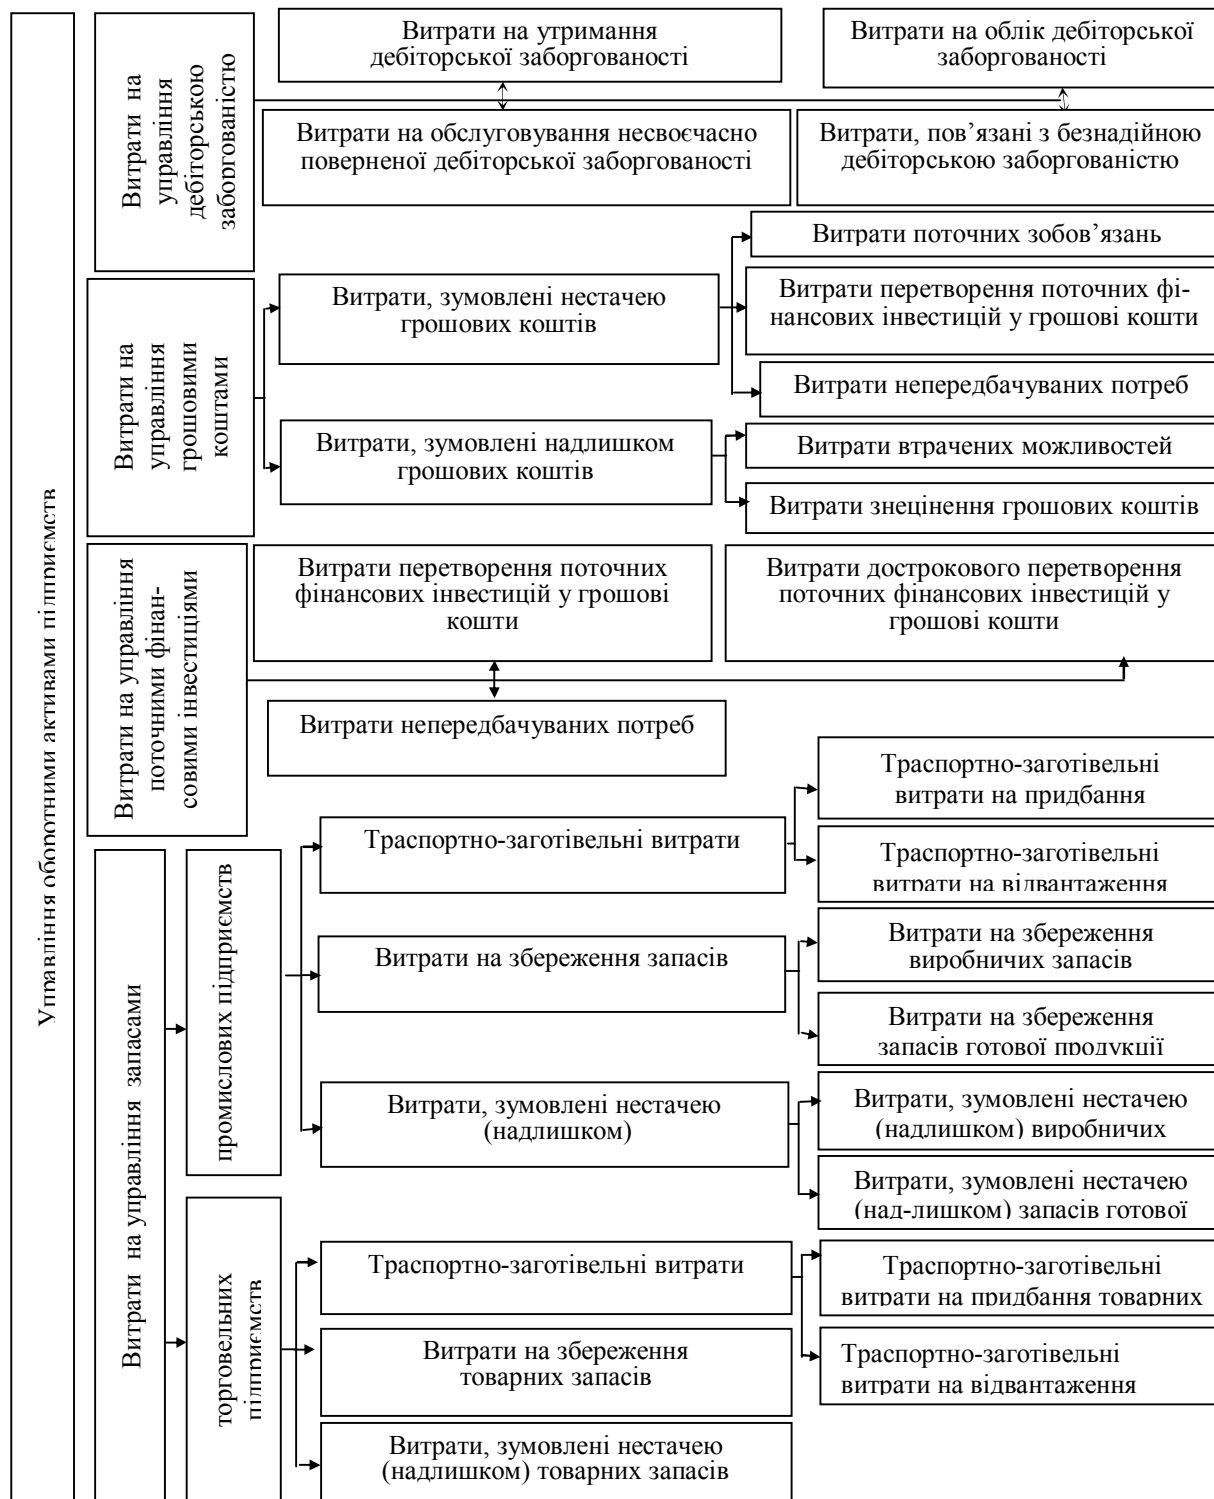 Управління оборотними активами підприємств
Витрати на
управління
дебіторською
заборгованістю
Витрати на утримання
дебіторської заборгованості
Витрати на облік дебіторської
заборгованості
Витрати на обслуговування несвоєчасно
поверненої дебіторської заборгованості
Витрати, пов’язані з безнадійною
дебіторською заборгованістю
Витрати на
управління
грошовими
коштами
Витрати, зумовлені нестачею
грошових коштів
Витрати поточних зобов’язань
Витрати перетворення поточних фі-
нансових інвестицій у грошові кошти
Витрати непередбачуваних потреб
Витрати, зумовлені надлишком
грошових коштів
Витрати втрачених можливостей
Витрати знецінення грошових коштів
Витрати на управління
поточними фінан-
совими інвестиціями
Витрати перетворення поточних
фінансових інвестицій у грошові
кошти
Витрати дострокового перетворення
поточних фінансових інвестицій у
грошові кошти
Витрати непередбачуваних потреб
Витрати на управління запасами
промислових підприємств
Траспортно-заготівельні витрати
Траспортно-заготівельні
витрати на придбання
Траспортно-заготівельні
витрати на відвантаження
Витрати на збереження запасів
Витрати на збереження
виробничих запасів
Витрати на збереження
запасів готової продукції
Витрати, зумовлені нестачею
(надлишком)
Витрати, зумовлені нестачею
(надлишком) виробничих
Витрати, зумовлені нестачею
(над-лишком) запасів готової
торговельних
підприємств
Траспортно-заготівельні витрати
Траспортно-заготівельні
витрати на придбання товарних
Траспортно-заготівельні
витрати на відвантаження
Витрати на збереження
товарних запасів
Витрати, зумовлені нестачею
(надлишком) товарних запасів